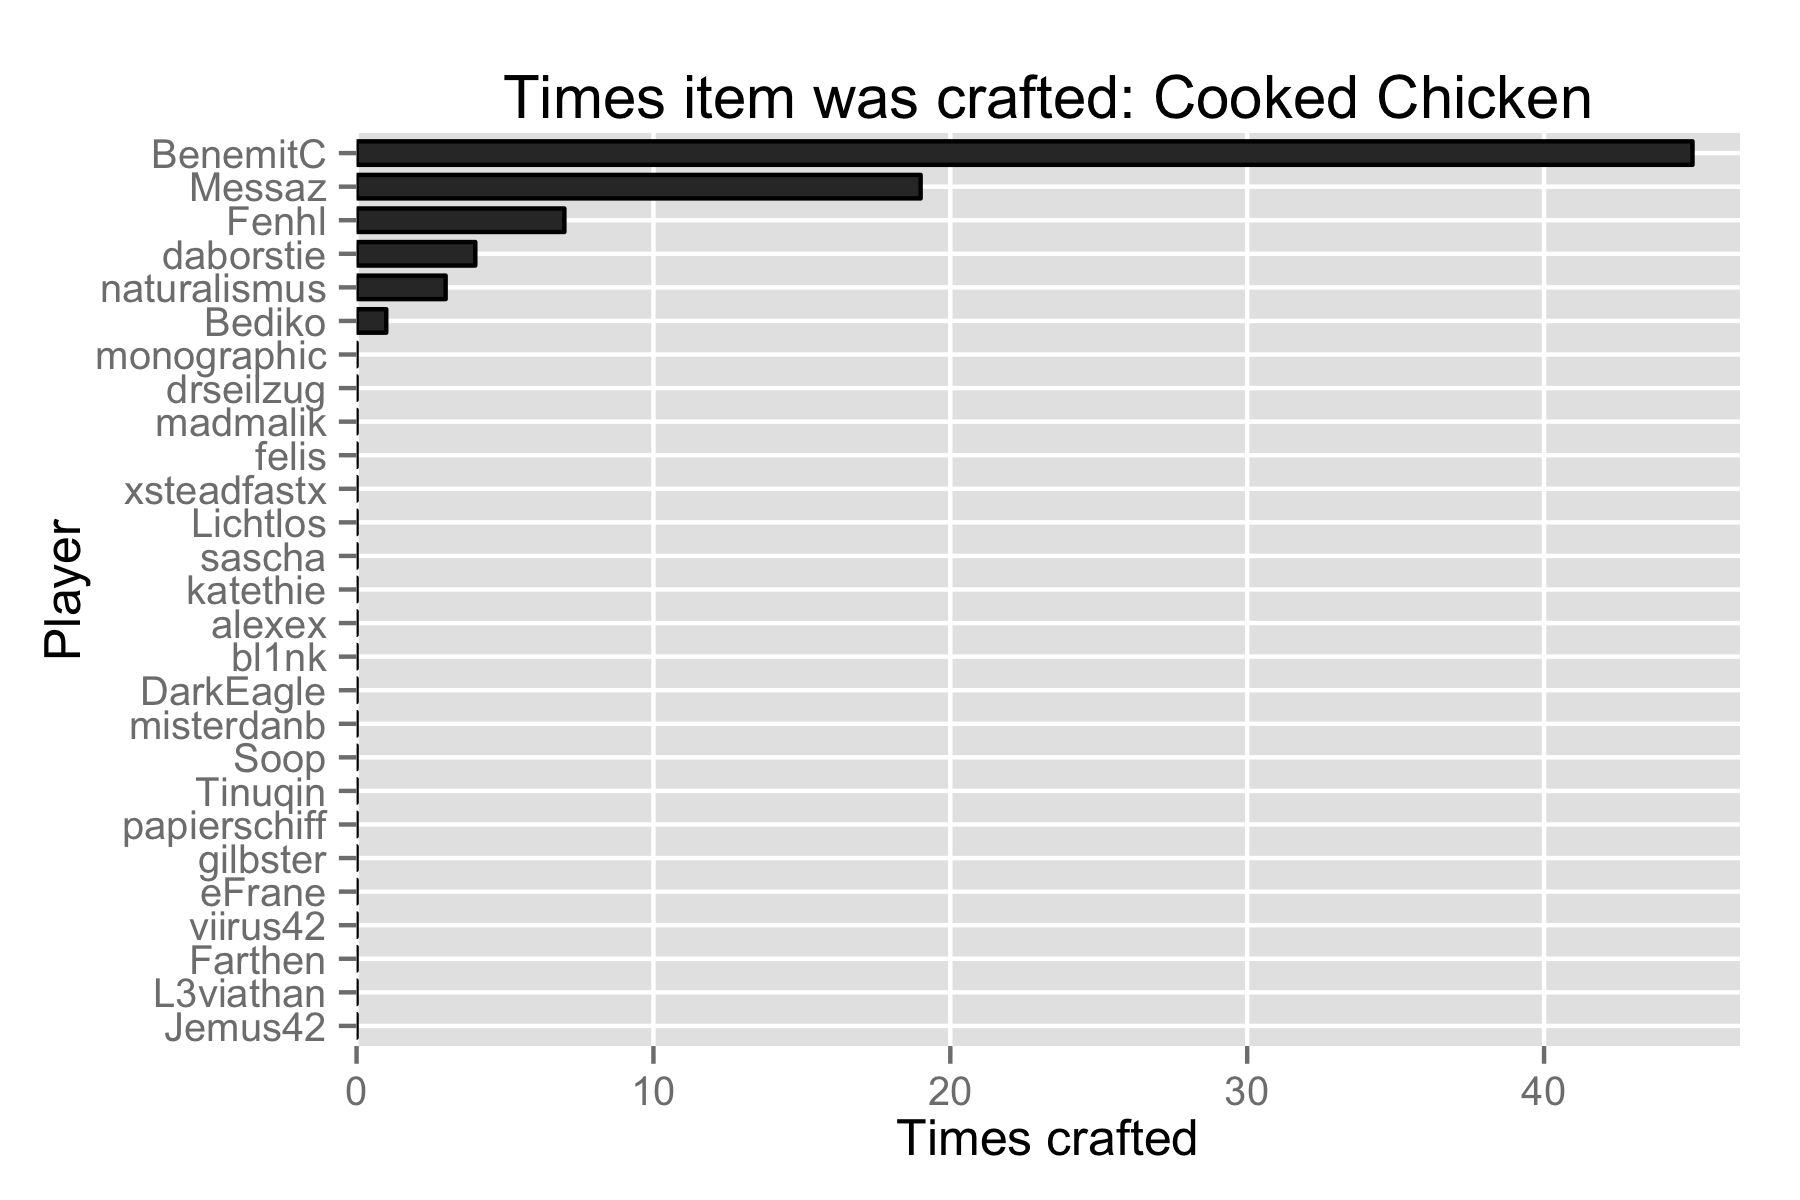 Times item was crafted: Cooked Chicken
BenemitC
Messaz
Fenhl
daborstie
naturalismus
Bediko
monographic
drseilzug
madmalik
felis
xsteadfastx
Lichtlos
sascha
katethie
alexex
bl1nk
DarkEagle
misterdanb
Soop
Tinuqin
papierschiff
gilbster
eFrane
viirus42
Farthen
L3viathan
Jemus42
Player
0 10 20 30 40
Times crafted